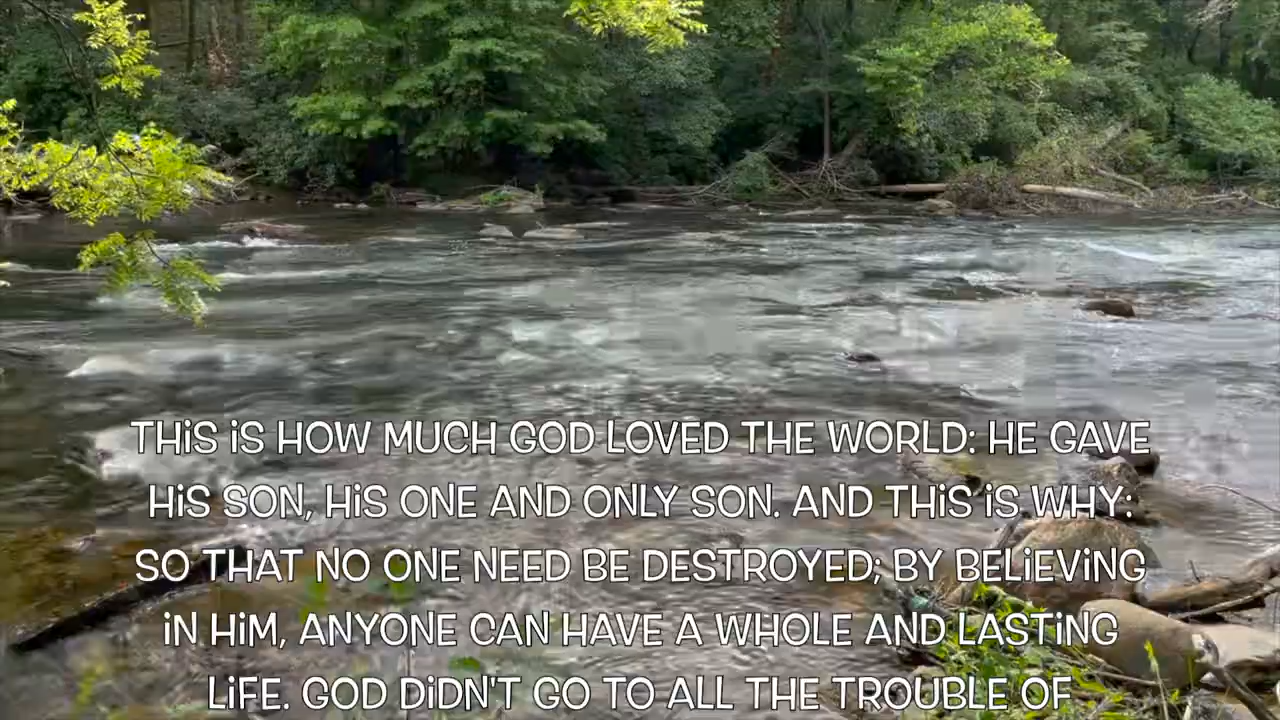 THiS iS HOW MUCH GOD LOVED THE WORLD: HE GAVE
HiS SON, HiS ONE AND ONLY SON. AND THiS iS WHY:
SO THAT NO ONE NEED BE DESTROYED; BY BELiEViNG
iN HiM, ANYONE CAN HAVE A WHOLE AND LASTiNG
LiFE. GOD DiDN'T GO TO ALL THE TROUBLE OF